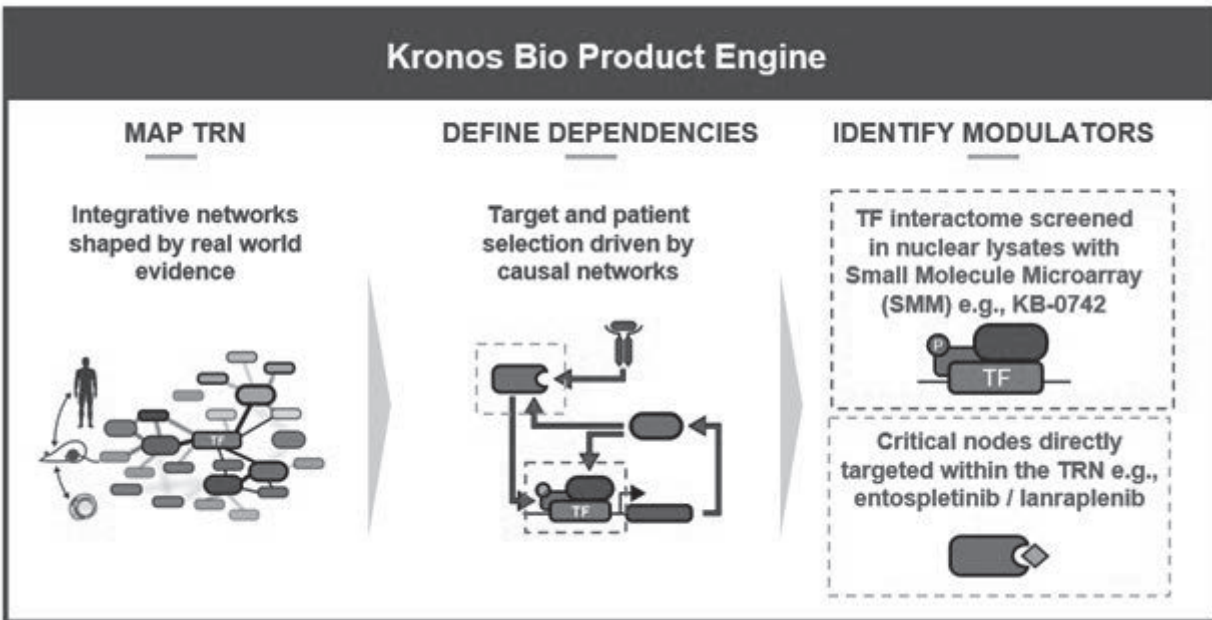 Kronos Bio Product Engine
MAP TRN
Integrative networks
shaped by real world
evidence
TF
DEFINE DEPENDENCIES
Target and patient
selection driven by
causal networks
TF
IDENTIFY MODULATORS
TF interactome screened
in nuclear lysates with
Small Molecule Microarray
(SMM) e.g., KB-0742
P
TF
Critical nodes directly
targeted within the TRN e.g.,
entospletinib / lanraplenib